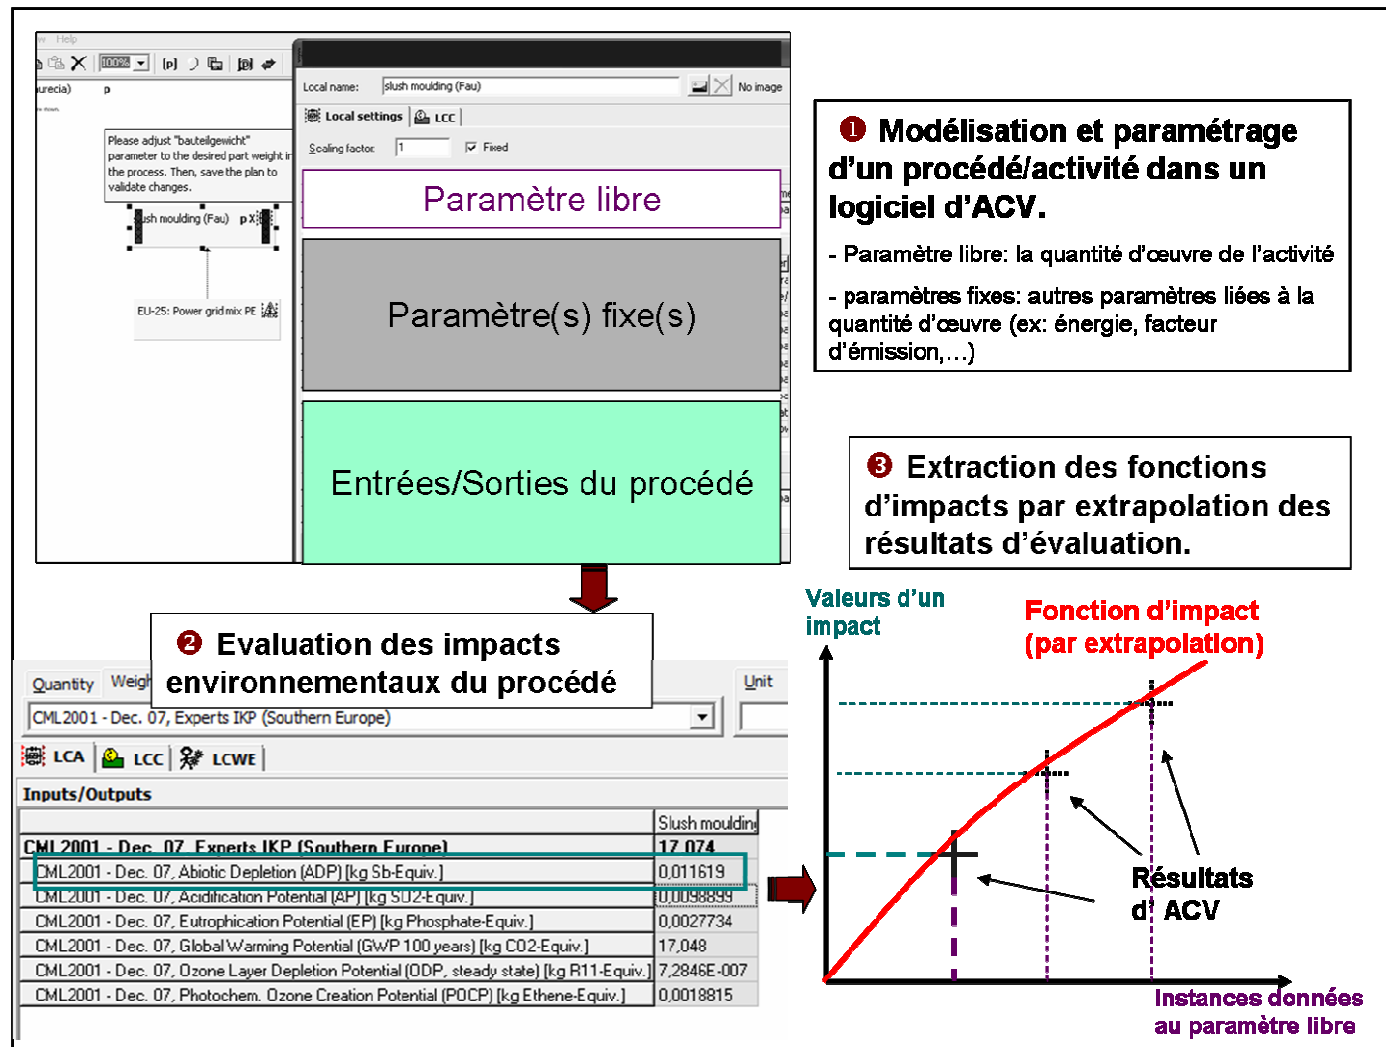 Help
100%
[p]
[p]
aurecia)
p
Please adjust "bauteilgewicht"
parameter to the desired part weight in
the process. Then, save the plan to
validate changes.
slush moulding (Fau) p X
EU-25: Power grid mix PE
Local name: slush moulding (Fau) No image
Local settings LCC
Scaling factor: 1 Fixed
Paramètre libre
Paramètre(s) fixe(s)
Entrées/Sorties du procédé
❶ Modélisation et paramétrage
d'un procédé/activité dans un
logiciel d'ACV.
- Paramètre libre: la quantité d'œuvre de l'activité
- paramètres fixes: autres paramètres liées à la
quantité d'œuvre (ex: énergie, facteur
d'émission,…)
❷ Evaluation des impacts
environnementaux du procédé
Quantity Weigh Unit
CML2001 - Dec. 07, Experts IKP (Southern Europe)
LCA LCC LCWE
Inputs/Outputs
Slush moulding
CML2001 - Dec. 07, Experts IKP (Southern Europe) 17,074
CML2001 - Dec. 07, Abiotic Depletion (ADP) [kg Sb-Equiv.] 0,011619
CML2001 - Dec. 07, Acidification Potential (AP) [kg SO2-Equiv.] 0,0098899
CML2001 - Dec. 07, Eutrophication Potential (EP) [kg Phosphate-Equiv.] 0,0027734
CML2001 - Dec. 07, Global Warming Potential (GWP 100 years) [kg CO2-Equiv.] 17,048
CML2001 - Dec. 07, Ozone Layer Depletion Potential (ODP, steady state) [kg R11-Equiv.] 7,2846E-007
CML2001 - Dec. 07, Photochem. Ozone Creation Potential (POCP) [kg Ethene-Equiv.] 0,0018815
❸ Extraction des fonctions
d'impacts par extrapolation des
résultats d'évaluation.
Valeurs d'un
impact
Fonction d'impact
(par extrapolation)
Résultats
d' ACV
Instances données
au paramètre libre